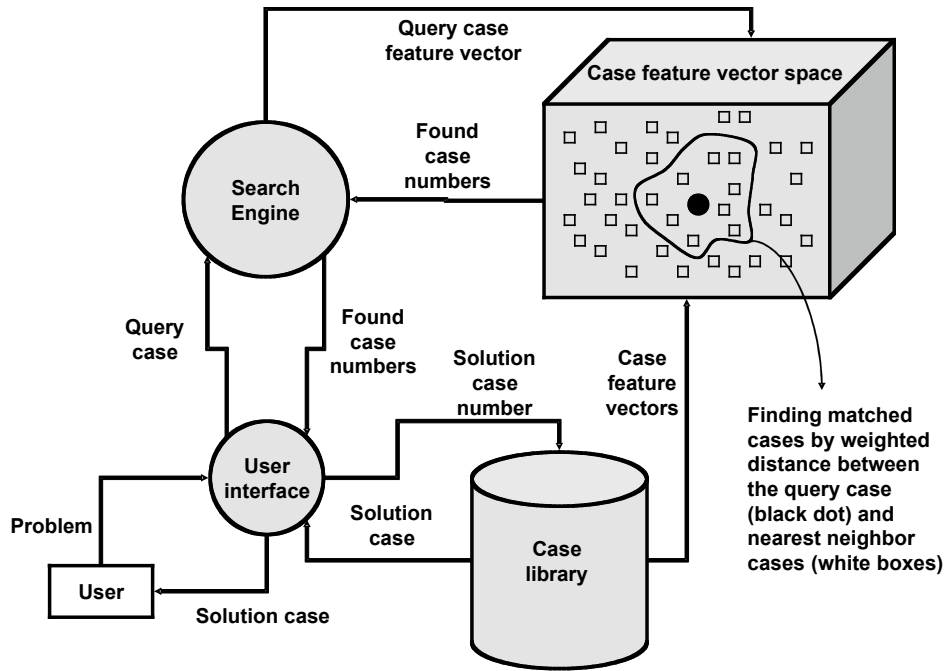 Query case
feature vector
Case feature vector space
Found
case
numbers
Search
Engine
Query
case
Found
case
numbers
Solution
case
number
Case
feature
vectors
Finding matched
cases by weighted
distance between
the query case
(black dot) and
nearest neighbor
cases (white boxes)
User
interface
Problem
Solution
case
Case
library
User
Solution case